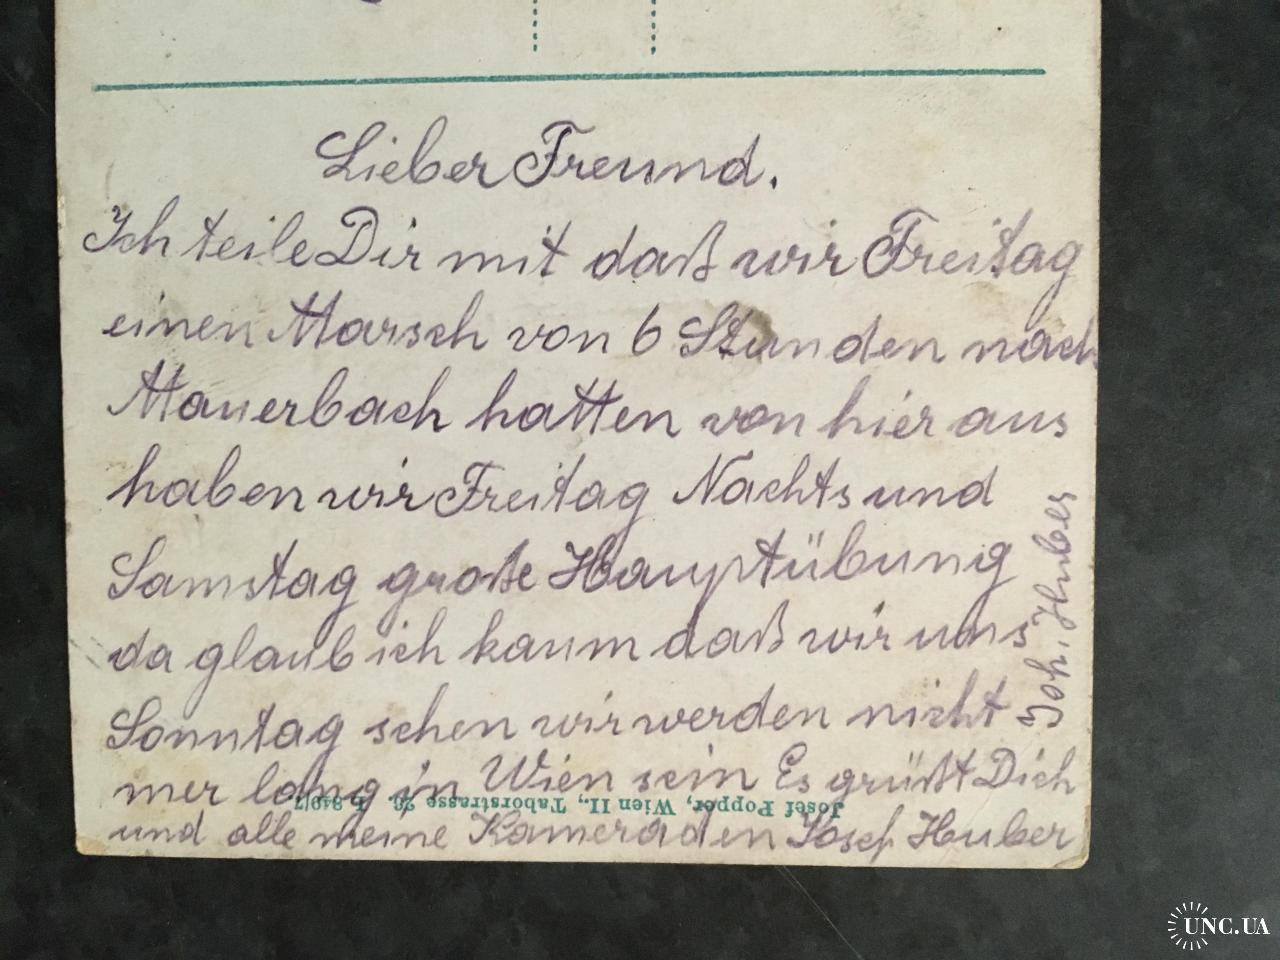 Lieber Freund.
Ich teile Dir mit daß wir Freitag
einen Marsch von 6 Stunden nach
Mauerbach hatten von hier aus
haben wir Freitag Nachts und
Samstag große Hauptübung
da glaub ich kaum daß wir uns
Sonntag sehen wir werden nicht
mer lang in Wien sein Es grüßt Dich
und alle meine Kameraden Josef Huber
Joh. Huber
Josef Popper, Wien II., Taborstrasse 26.
UNC.UA